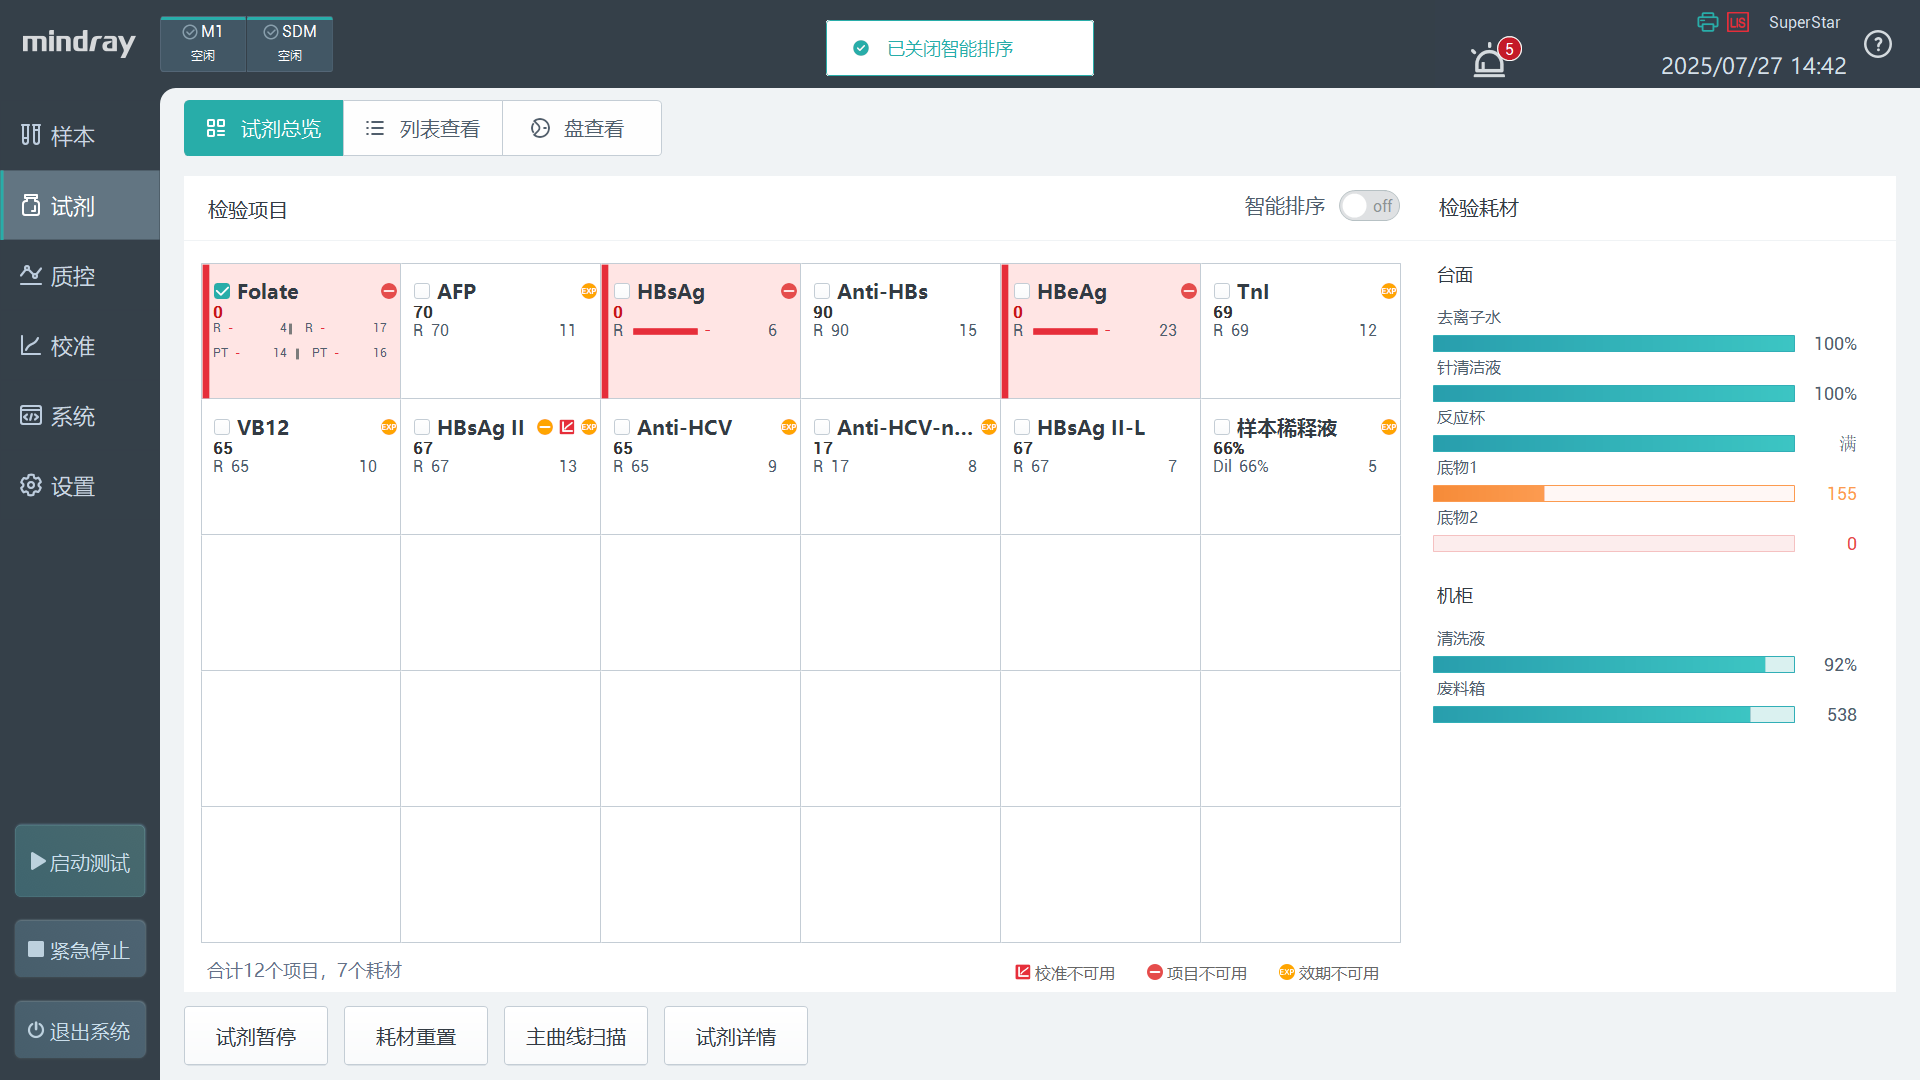 mindray
M1
空闲
SDM
空闲
已关闭智能排序
5
LIS
SuperStar
2025/07/27 14:42
?
样本
试剂
质控
校准
系统
设置
启动测试
紧急停止
退出系统
试剂总览
列表查看
盘查看
检验项目
智能排序
off
Folate
0
R - 4 R - 17
PT - 14 PT - 16
AFP EXP
70
R 70 11
HBsAg
0
R - 6
Anti-HBs
90
R 90 15
HBeAg
0
R - 23
TnI EXP
69
R 69 12
VB12 EXP
65
R 65 10
HBsAg II EXP
67
R 67 13
Anti-HCV EXP
65
R 65 9
Anti-HCV-n... EXP
17
R 17 8
HBsAg II-L
67
R 67 7
样本稀释液 EXP
66%
Dil 66% 5
合计12个项目，7个耗材
校准不可用
项目不可用
EXP 效期不可用
检验耗材
台面
去离子水
100%
针清洁液
100%
反应杯
满
底物1
155
底物2
0
机柜
清洗液
92%
废料箱
538
试剂暂停
耗材重置
主曲线扫描
试剂详情